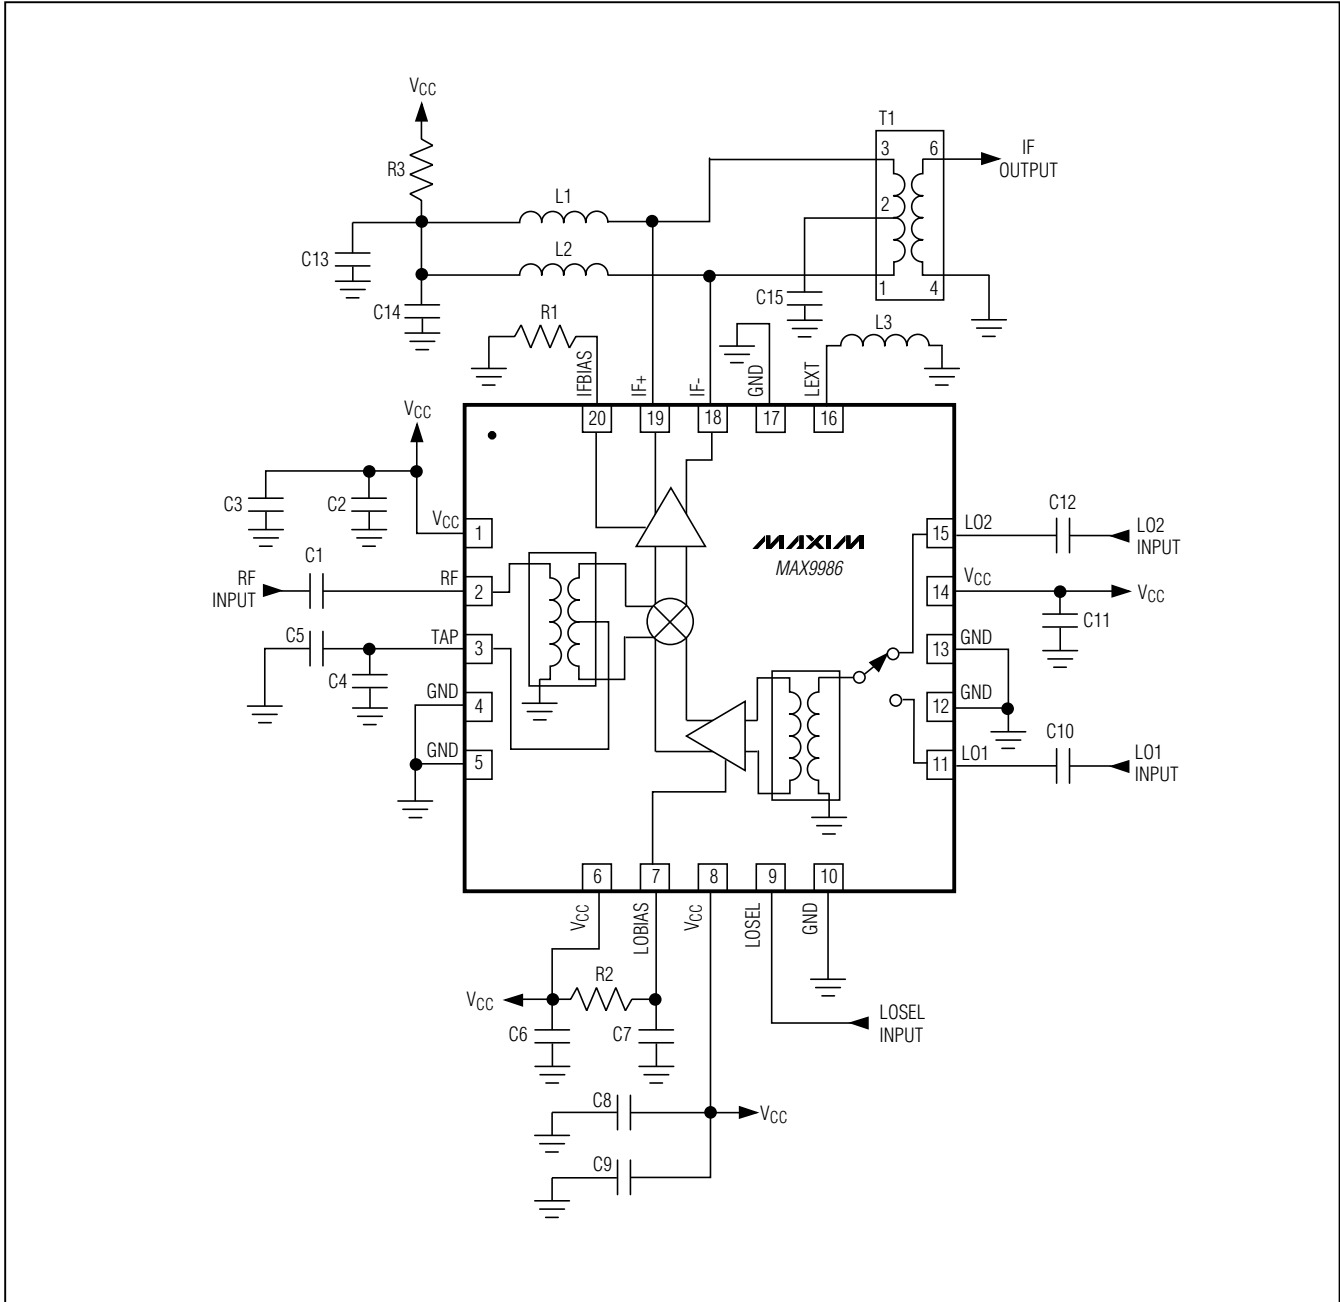 VCC
T1
R3
3
6
IF
OUTPUT
L1
2
L2
C13
C14
C15
1
4
R1
L3
IFBIAS
IF+
IF-
GND
LEXT
20
19
18
17
16
VCC
C3
C2
VCC
1
C1
RF
INPUT
RF
2
C5
TAP
3
C4
GND
4
GND
5
MAXIM
MAX9986
C12
15
LO2
LO2
INPUT
14
VCC
VCC
C11
13
GND
12
GND
C10
11
LO1
LO1
INPUT
6
7
8
9
10
VCC
LOBIAS
VCC
LOSEL
GND
R2
VCC
C6
C7
LOSEL
INPUT
C8
VCC
C9